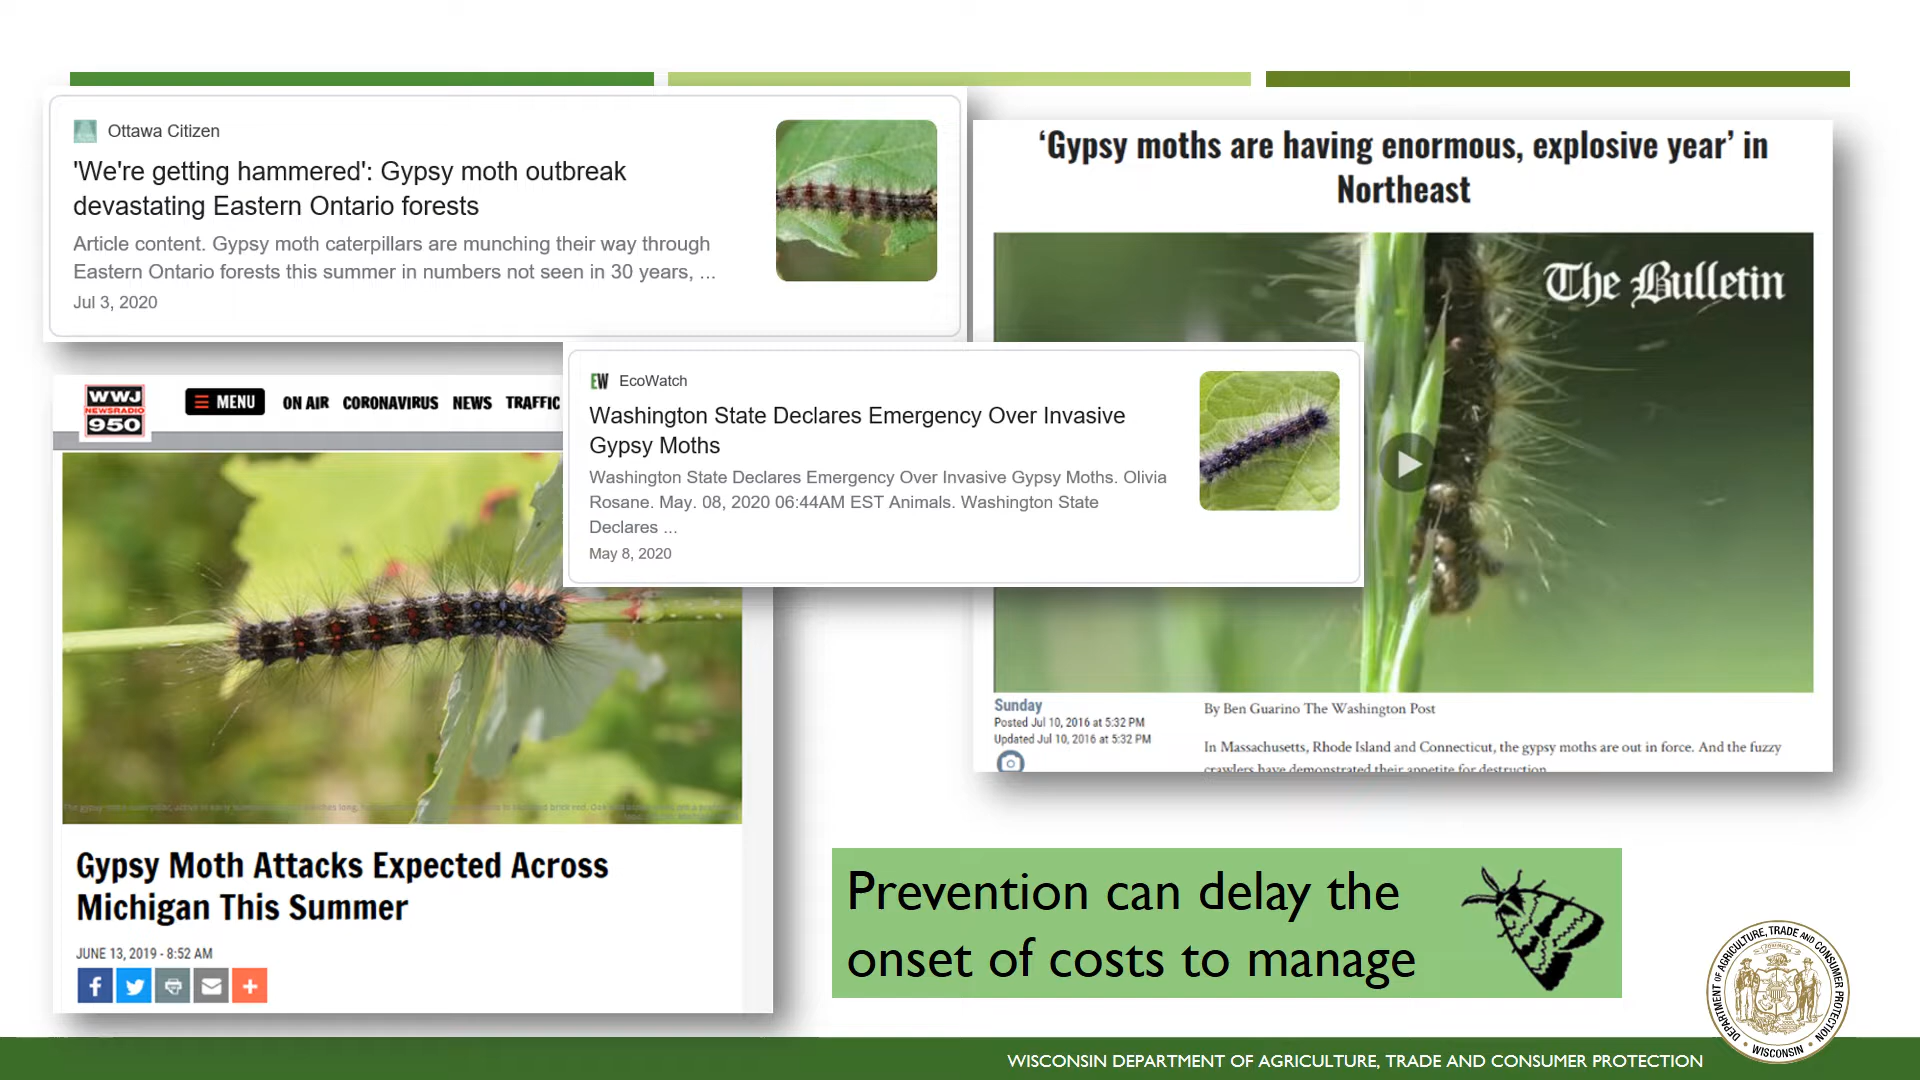 Ottawa Citizen
'We're getting hammered': Gypsy moth outbreak
devastating Eastern Ontario forests
Article content. Gypsy moth caterpillars are munching their way through
Eastern Ontario forests this summer in numbers not seen in 30 years, ...
Jul 3, 2020
‘Gypsy moths are having enormous, explosive year’ in
Northeast
The Bulletin
Sunday
Posted Jul 10, 2016 at 5:32 PM
Updated Jul 10, 2016 at 5:32 PM
By Ben Guarino The Washington Post
In Massachusetts, Rhode Island and Connecticut, the gypsy moths are out in force. And the fuzzy
crawlers have demonstrated their appetite for destruction
EW EcoWatch
Washington State Declares Emergency Over Invasive
Gypsy Moths
Washington State Declares Emergency Over Invasive Gypsy Moths. Olivia
Rosane. May. 08, 2020 06:44AM EST Animals. Washington State
Declares ...
May 8, 2020
WWJ
NEWSRADIO
950
MENU ON AIR CORONAVIRUS NEWS TRAFFIC
Gypsy Moth Attacks Expected Across
Michigan This Summer
JUNE 13, 2019 - 8:52 AM
Prevention can delay the
onset of costs to manage
DEPARTMENT OF AGRICULTURE, TRADE AND CONSUMER PROTECTION
WISCONSIN
WISCONSIN DEPARTMENT OF AGRICULTURE, TRADE AND CONSUMER PROTECTION